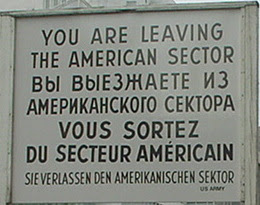 YOU ARE LEAVING
THE AMERICAN SECTOR
ВЫ ВЫЕЗЖАЕТЕ ИЗ
АМЕРИКАНСКОГО СЕКТОРА
VOUS SORTEZ
DU SECTEUR AMÉRICAIN
SIE VERLASSEN DEN AMERIKANISCHEN SEKTOR
US ARMY